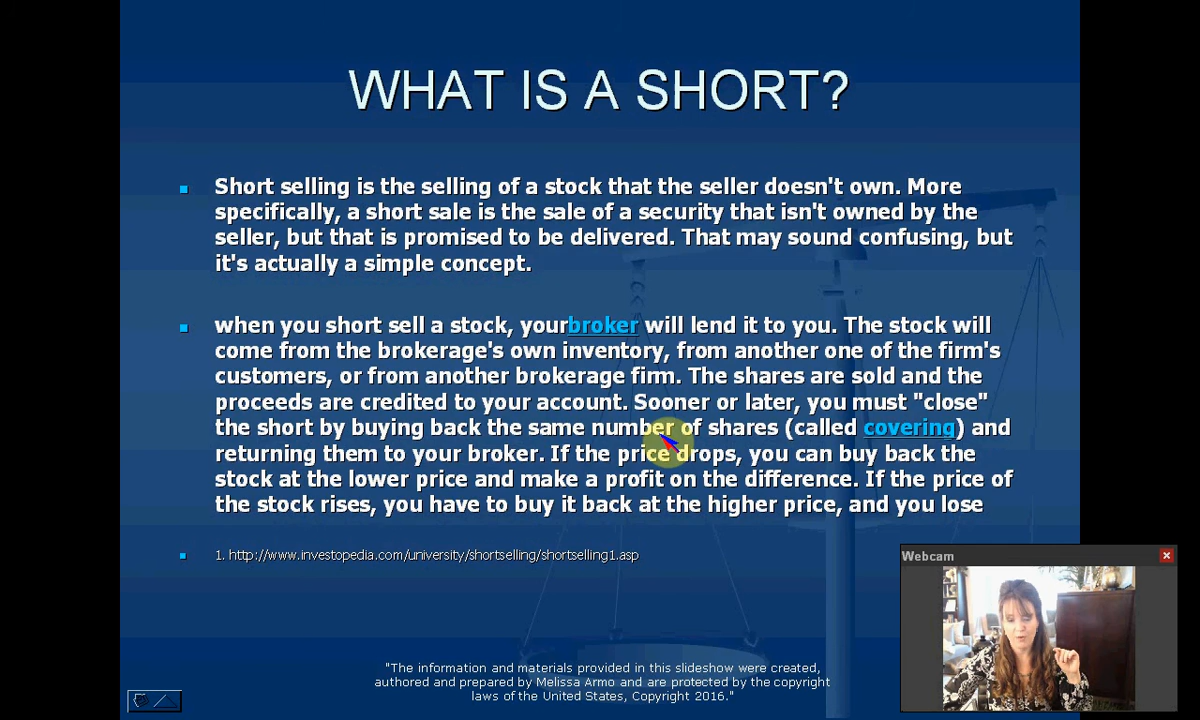 WHAT IS A SHORT?
Short selling is the selling of a stock that the seller doesn't own. More
specifically, a short sale is the sale of a security that isn't owned by the
seller, but that is promised to be delivered. That may sound confusing, but
it's actually a simple concept.
when you short sell a stock, yourbroker will lend it to you. The stock will
come from the brokerage's own inventory, from another one of the firm's
customers, or from another brokerage firm. The shares are sold and the
proceeds are credited to your account. Sooner or later, you must "close"
the short by buying back the same number of shares (called covering) and
returning them to your broker. If the price drops, you can buy back the
stock at the lower price and make a profit on the difference. If the price of
the stock rises, you have to buy it back at the higher price, and you lose
1. http://www.investopedia.com/university/shortselling/shortselling1.asp
Webcam
"The information and materials provided in this slideshow were created,
authored and prepared by Melissa Armo and are protected by the copyright
laws of the United States, Copyright 2016."